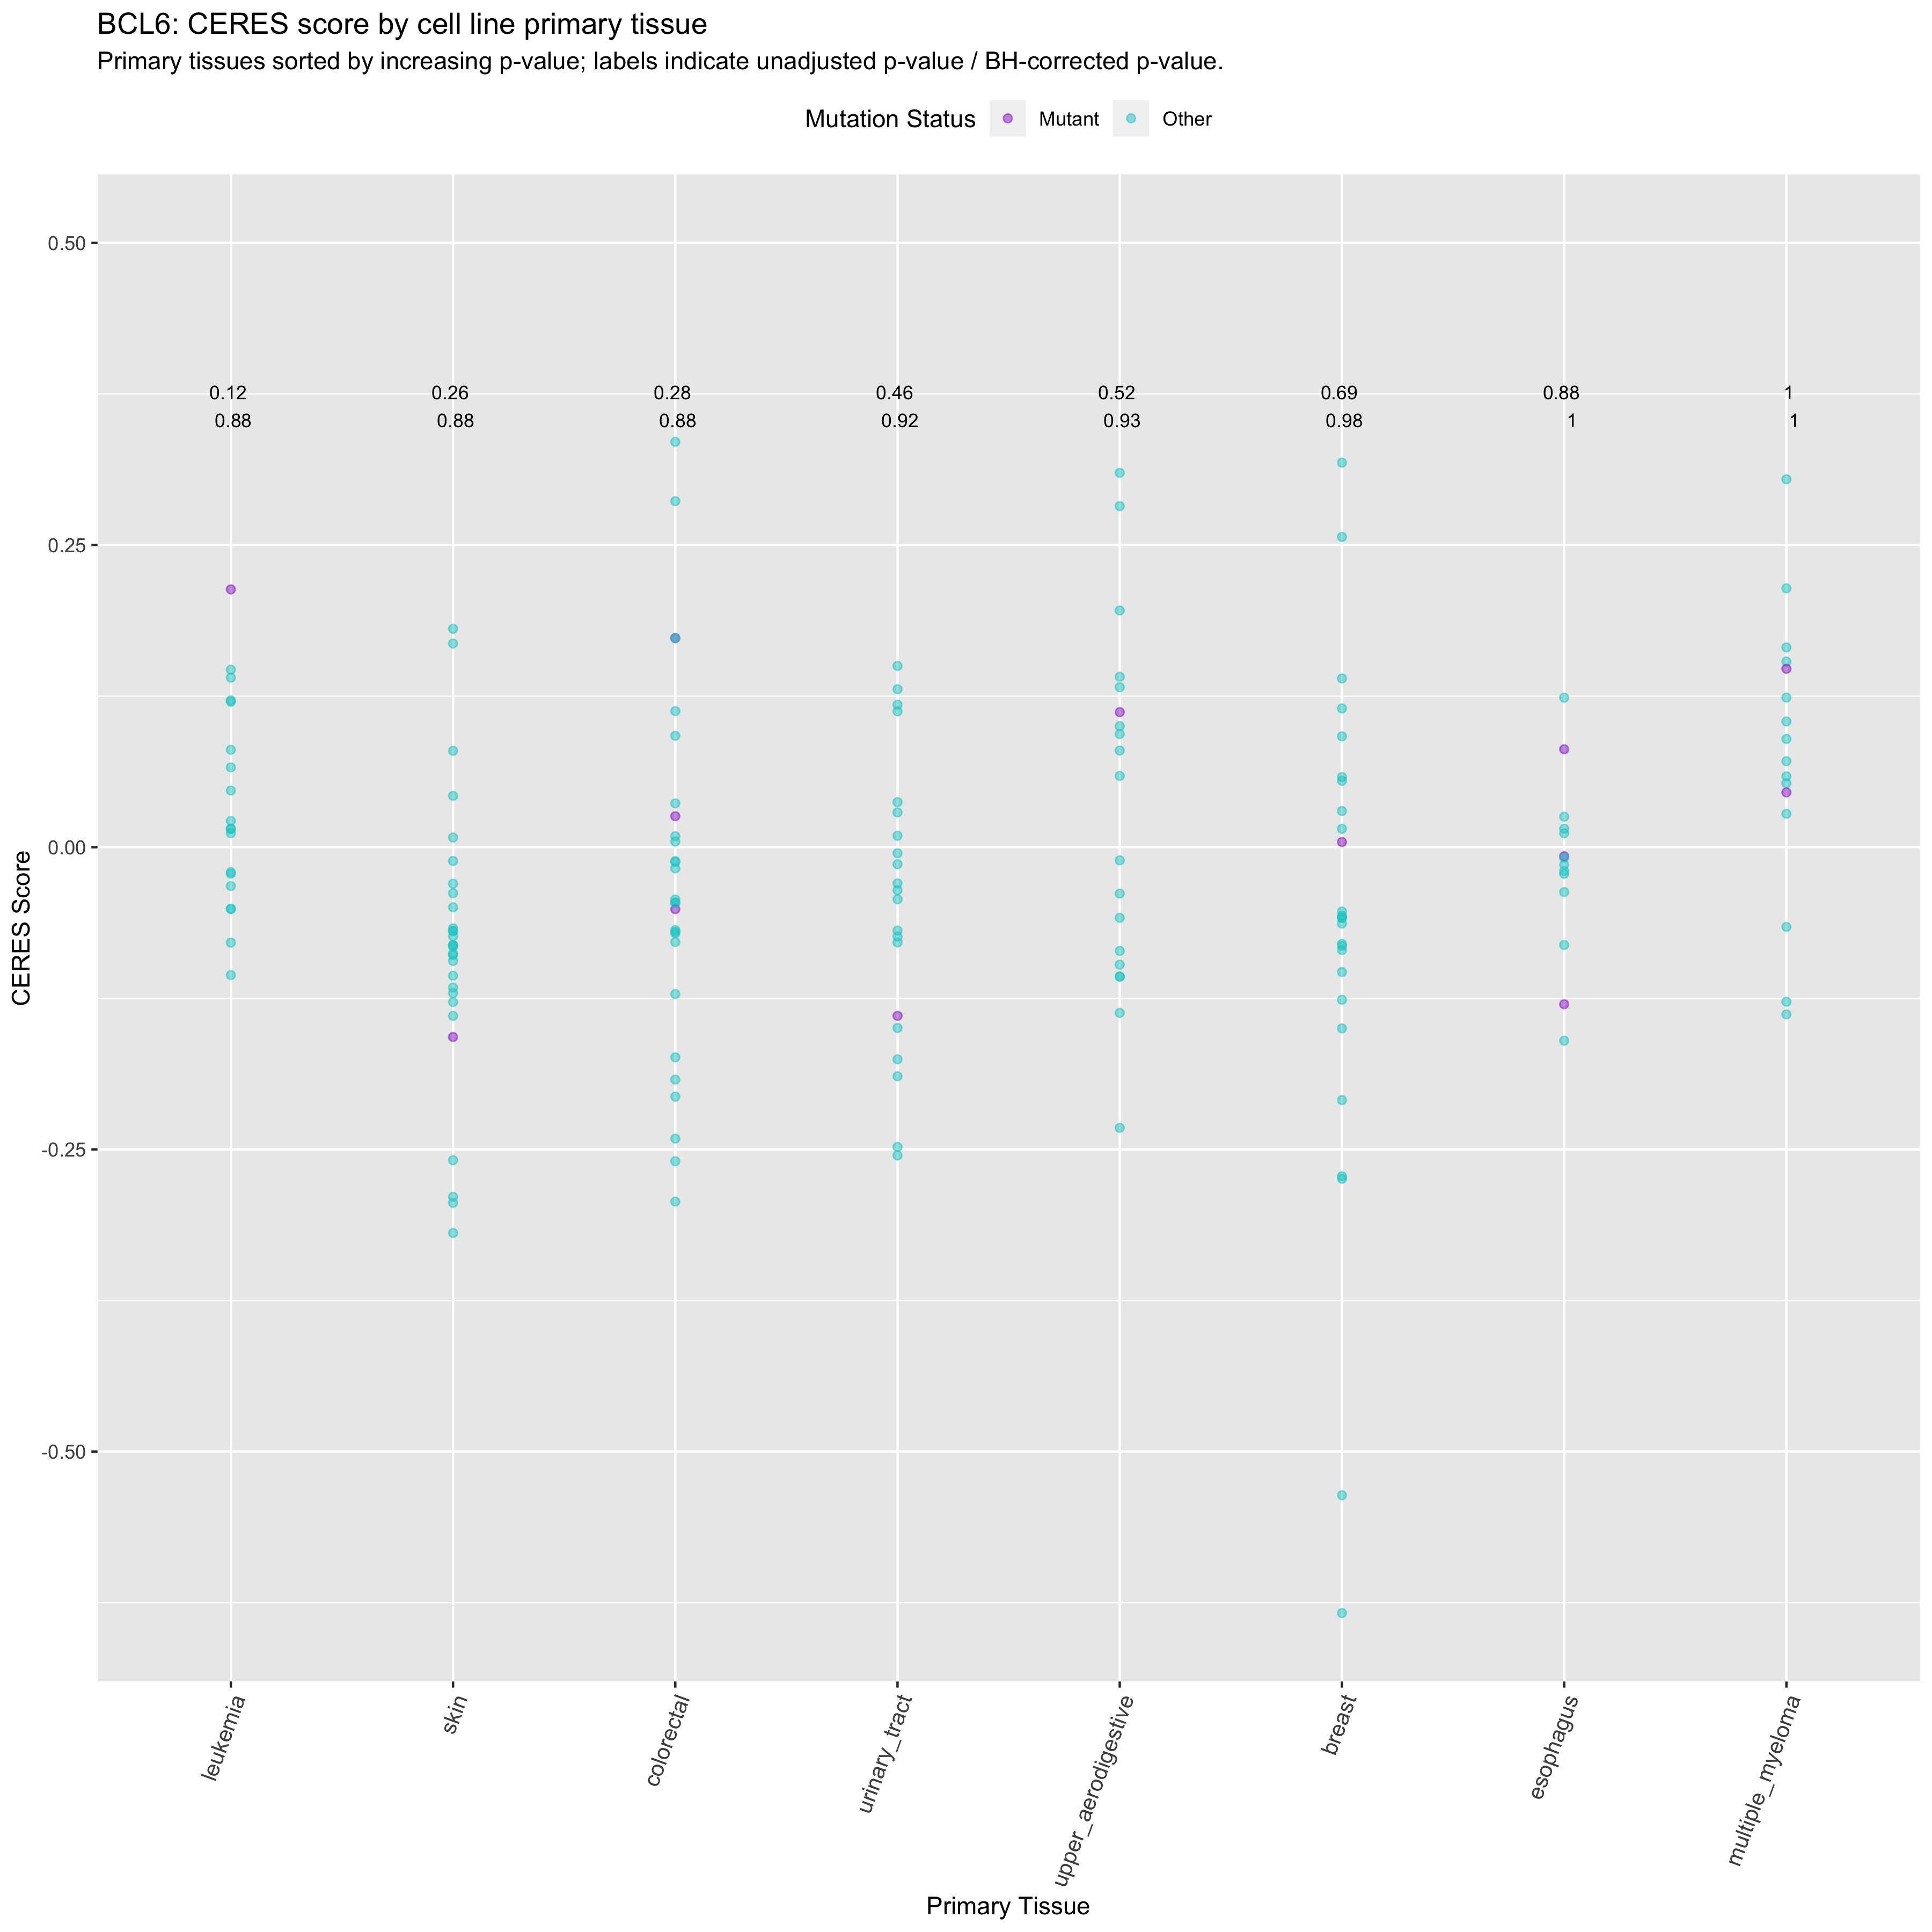 BCL6: CERES score by cell line primary tissue
Primary tissues sorted by increasing p-value; labels indicate unadjusted p-value / BH-corrected p-value.
Mutation Status Mutant Other
0.50
0.12 0.26 0.28 0.46 0.52 0.69 0.88 1
0.88 0.88 0.88 0.92 0.93 0.98 1 1
0.25
0.00
CERES Score
-0.25
-0.50
leukemia skin colorectal urinary_tract upper_aerodigestive breast esophagus multiple_myeloma
Primary Tissue